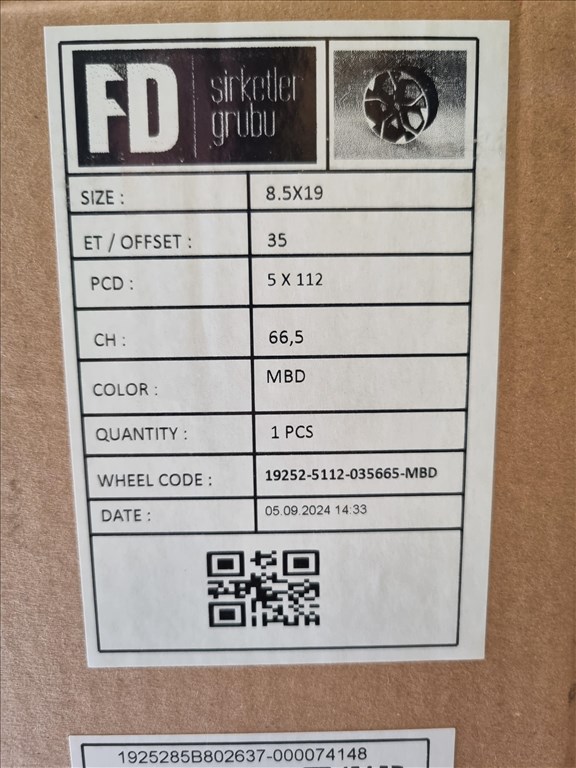 FD
şirketler
grubu
SIZE : 8.5X19
ET / OFFSET : 35
PCD : 5 X 112
CH : 66,5
COLOR : MBD
QUANTITY : 1 PCS
WHEEL CODE : 19252-5112-035665-MBD
DATE : 05.09.2024 14:33
1925285B802637-000074148